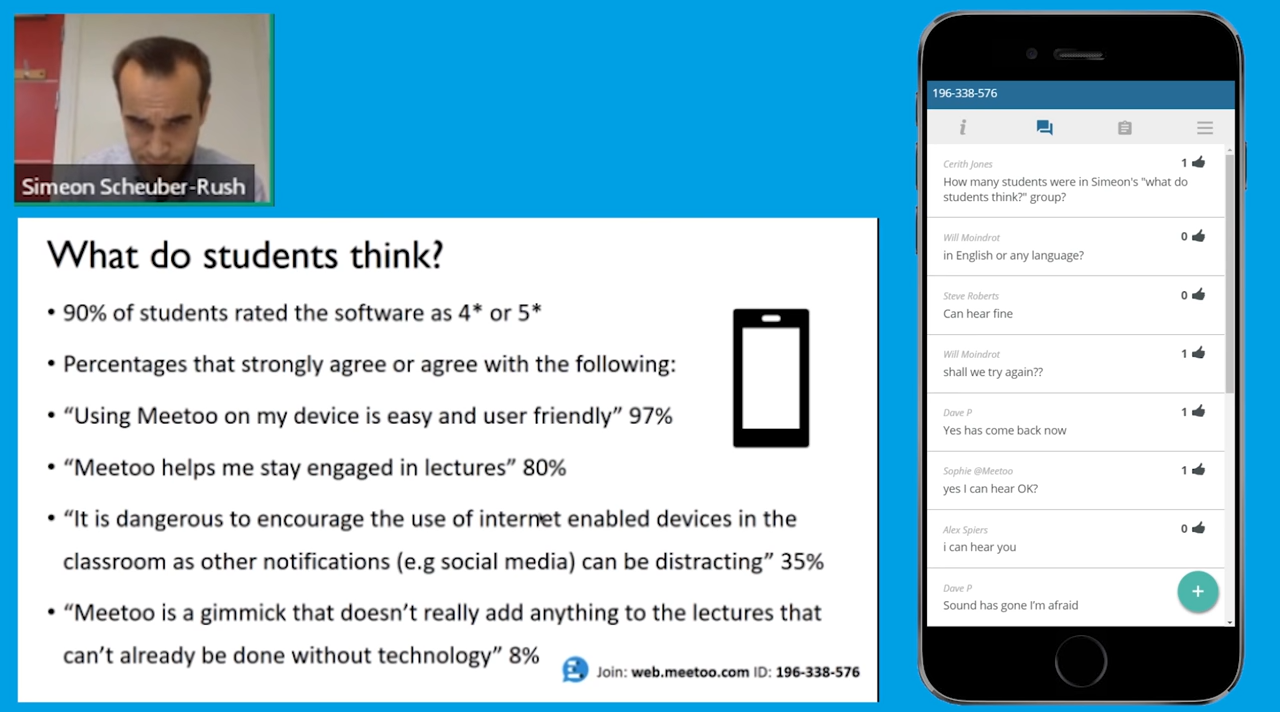 Simeon Scheuber-Rush
What do students think?
• 90% of students rated the software as 4* or 5*
• Percentages that strongly agree or agree with the following:
• “Using Meetoo on my device is easy and user friendly” 97%
• “Meetoo helps me stay engaged in lectures” 80%
• “It is dangerous to encourage the use of internet enabled devices in the
classroom as other notifications (e.g social media) can be distracting” 35%
• “Meetoo is a gimmick that doesn’t really add anything to the lectures that
can’t already be done without technology” 8%
Join: web.meetoo.com ID: 196-338-576
196-338-576
Cerith Jones 1
How many students were in Simeon's "what do
students think?" group?
Will Moindrot 0
in English or any language?
Steve Roberts 0
Can hear fine
Will Moindrot 1
shall we try again??
Dave P 1
Yes has come back now
Sophie @Meetoo 1
yes I can hear OK?
Alex Spiers 0
i can hear you
Dave P
Sound has gone I'm afraid